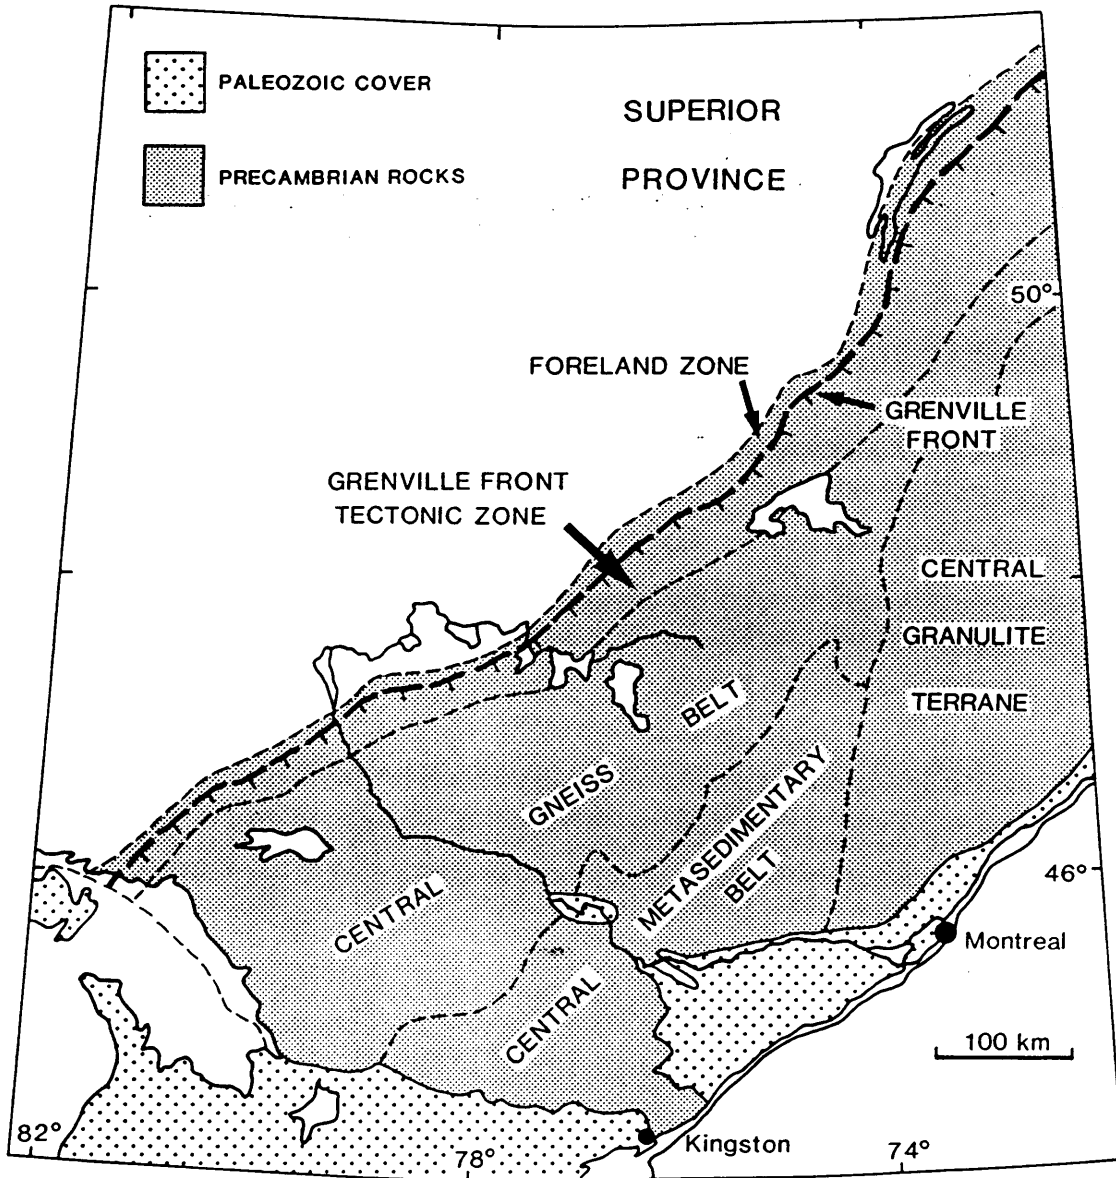 PALEOZOIC COVER
PRECAMBRIAN ROCKS
SUPERIOR
PROVINCE
50°
FORELAND ZONE
GRENVILLE
FRONT
GRENVILLE FRONT
TECTONIC ZONE
CENTRAL
GRANULITE
TERRANE
CENTRAL
GNEISS
BELT
CENTRAL
METASEDIMENTARY
BELT
46°
Montreal
100 km
Kingston
82°
78°
74°